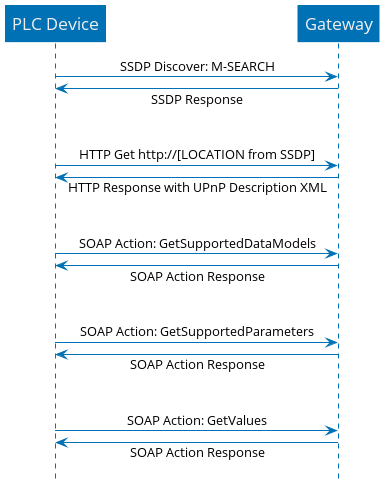 PLC Device
Gateway
SSDP Discover: M-SEARCH
SSDP Response
HTTP Get http://[LOCATION from SSDP]
HTTP Response with UPnP Description XML
SOAP Action: GetSupportedDataModels
SOAP Action Response
SOAP Action: GetSupportedParameters
SOAP Action Response
SOAP Action: GetValues
SOAP Action Response